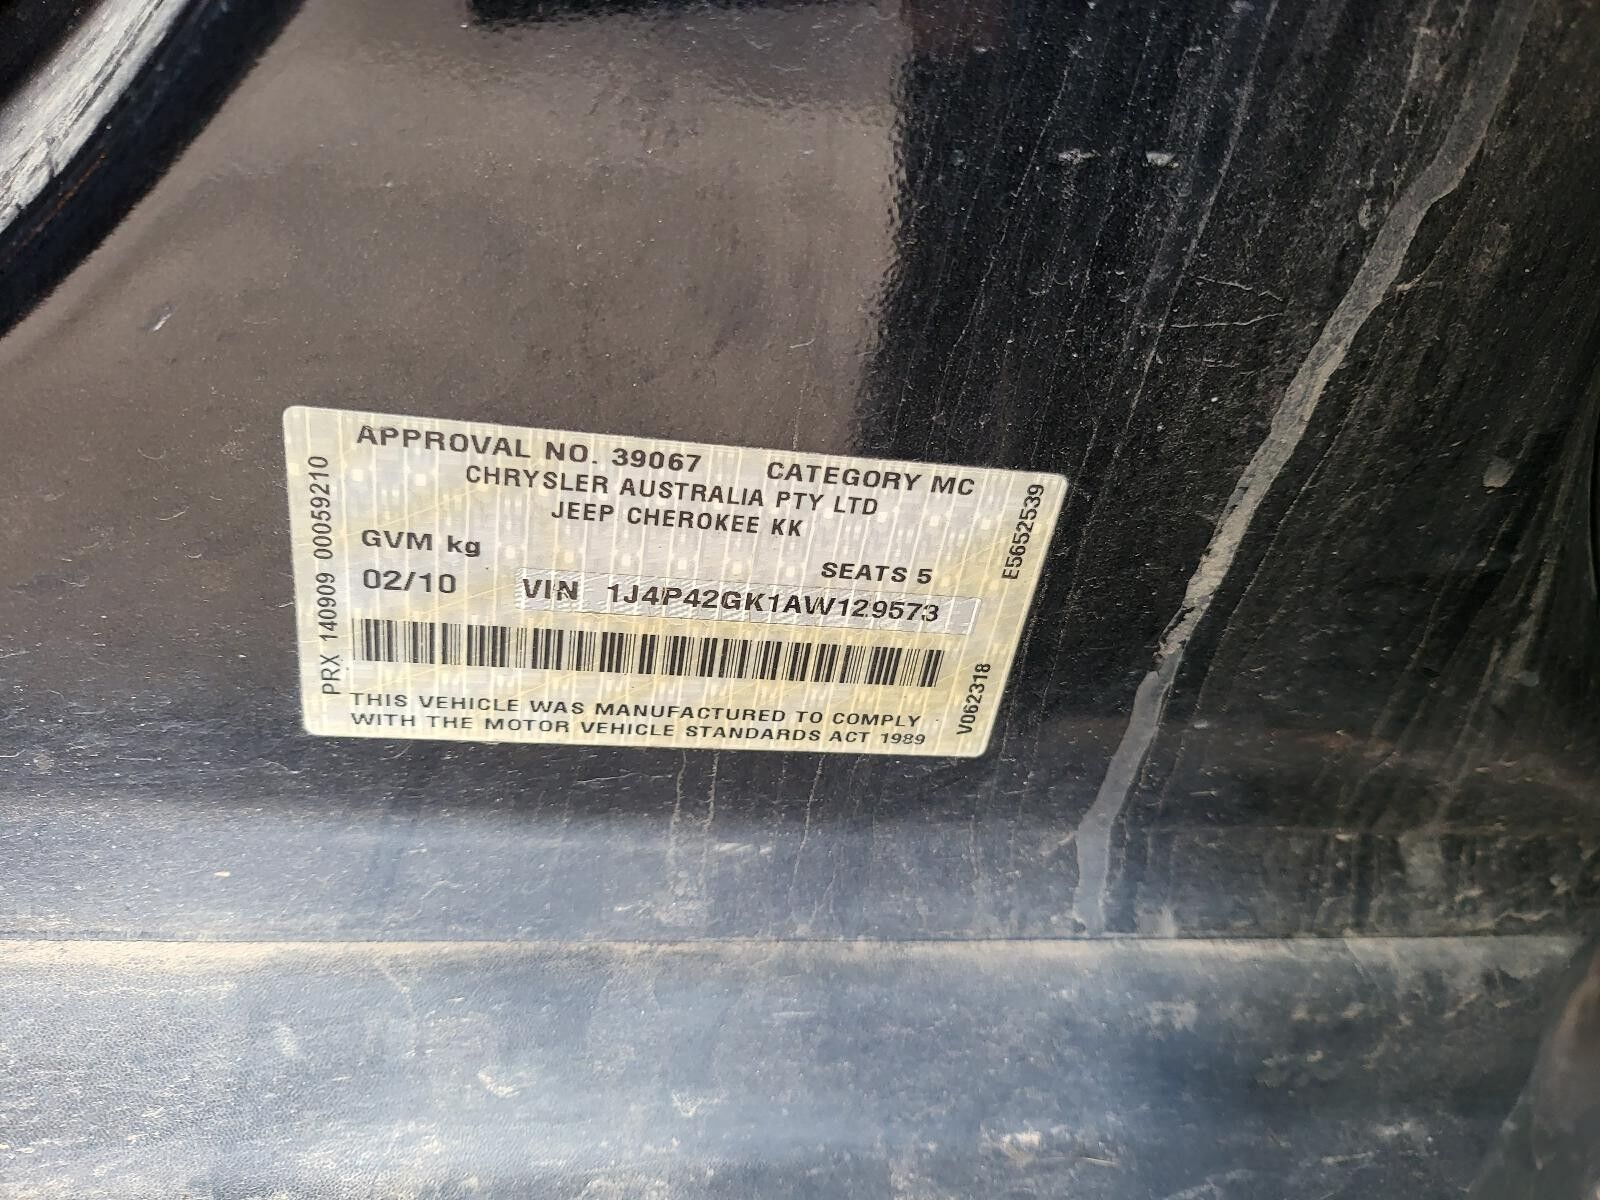 APPROVAL NO. 39067 CATEGORY MC
CHRYSLER AUSTRALIA PTY LTD
JEEP CHEROKEE KK
GVM kg
SEATS 5
02/10 VIN 1J4P42GK1AW129573
THIS VEHICLE WAS MANUFACTURED TO COMPLY
WITH THE MOTOR VEHICLE STANDARDS ACT 1989
PRX 140909 00059210
E5652539
V062318